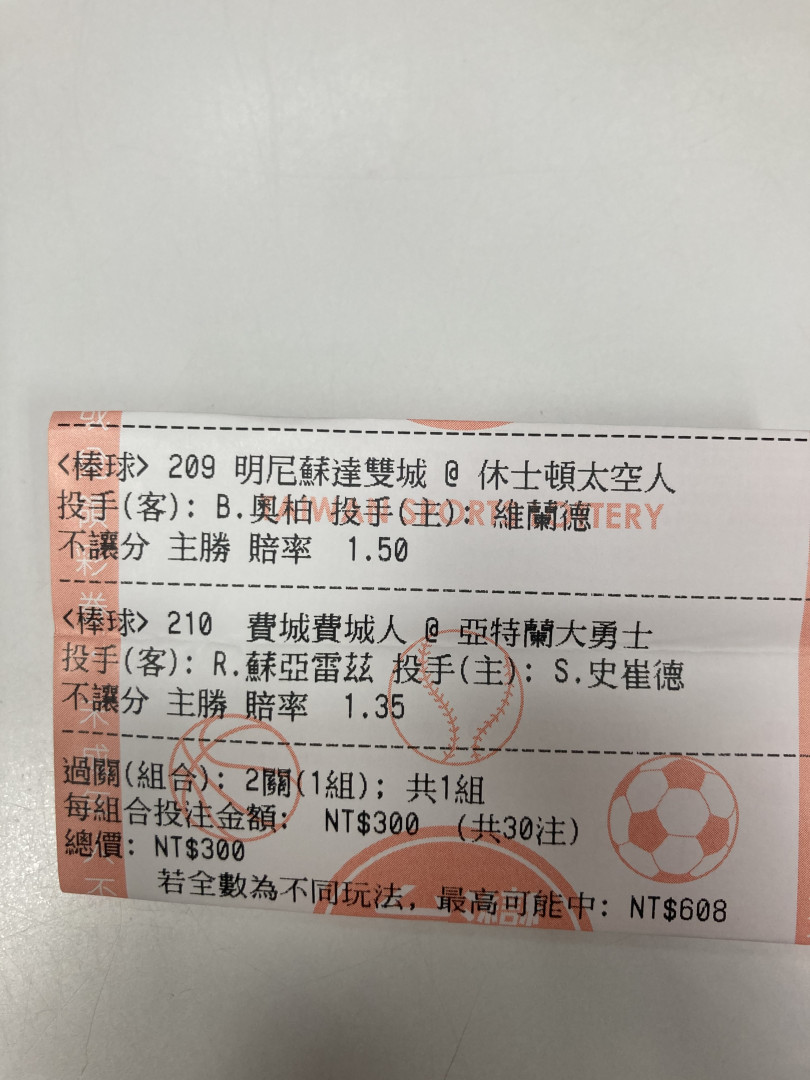 <棒球> 209 明尼蘇達雙城 @ 休士頓太空人
投手(客): B.奧柏 投手(主): 維蘭德
TAIWAN SPORTS LOTTERY
不讓分 主勝 賠率 1.50
<棒球> 210 費城費城人 @ 亞特蘭大勇士
投手(客): R.蘇亞雷茲 投手(主): S.史崔德
不讓分 主勝 賠率 1.35
過關(組合): 2關(1組); 共1組
每組合投注金額: NT$300 (共30注)
總價: NT$300
若全數為不同玩法, 最高可能中: NT$608